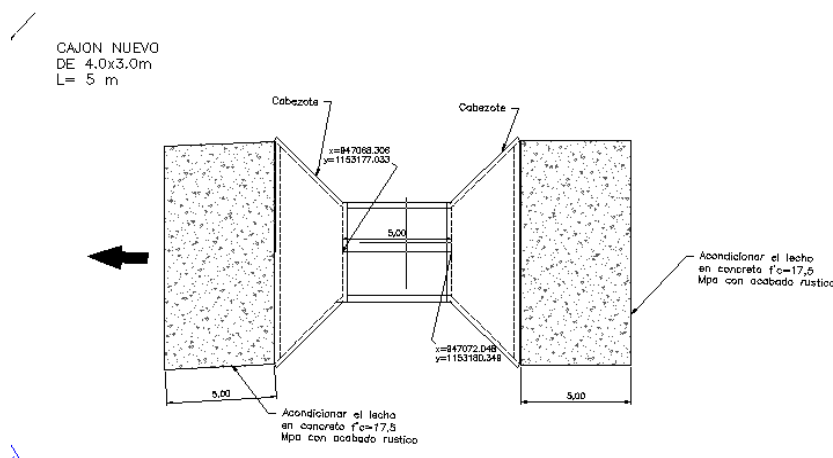 CAJON NUEVO
DE 4.0x3.0m
L= 5 m
Cabezote
Cabezote
x=947068.306
y=1153177.033
5,00
Acondicionar el lecho
en concreto f'c=17,5
Mpa con acabado rustico
x=947072.048
y=1153180.349
5,00
5,00
Acondicionar el lecho
en concreto f'c=17,5
Mpa con acabado rustico